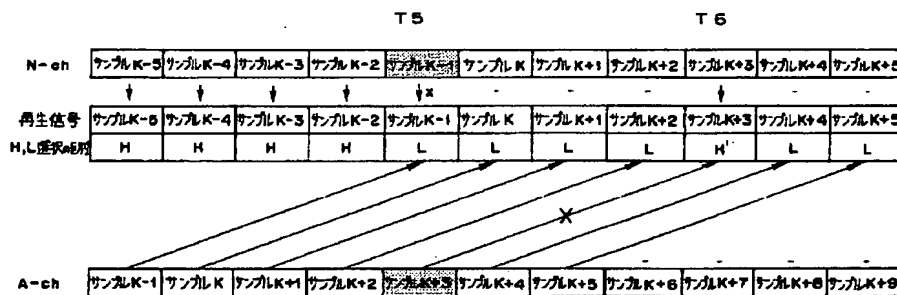 T5 T6
N-ch サンプルK-5 サンプルK-4 サンプルK-3 サンプルK-2 サンプルK-1 サンプルK サンプルK+1 サンプルK+2 サンプルK+3 サンプルK+4 サンプルK+5
x - - - - -
再生信号 サンプルK-5 サンプルK-4 サンプルK-3 サンプルK-2 サンプルK-1 サンプルK サンプルK+1 サンプルK+2 サンプルK+3 サンプルK+4 サンプルK+5
H,L選択 H H H H L L L L H' L L
X
- - - -
A-ch サンプルK-1 サンプルK サンプルK+1 サンプルK+2 サンプルK+3 サンプルK+4 サンプルK+5 サンプルK+6 サンプルK+7 サンプルK+8 サンプルK+9